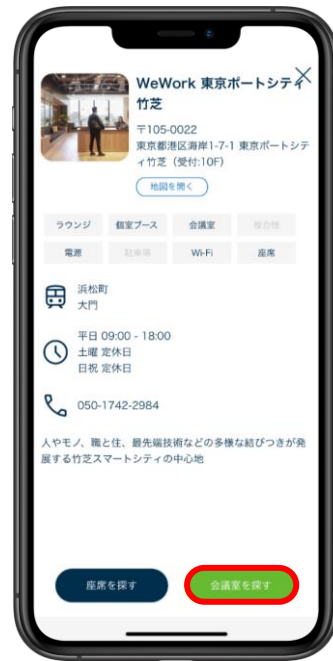 WeWork 東京ポートシティ
竹芝
〒105-0022
東京都港区海岸1-7-1 東京ポートシテ
ィ竹芝（受付:10F）
地図を開く
ラウンジ 個室ブース 会議室 複合機
電源 駐車場 Wi-Fi 座席
浜松町
大門
平日 09:00 - 18:00
土曜 定休日
日祝 定休日
050-1742-2984
人やモノ、職と住、最先端技術などの多様な結びつきが発
展する竹芝スマートシティの中心地
座席を探す 会議室を探す